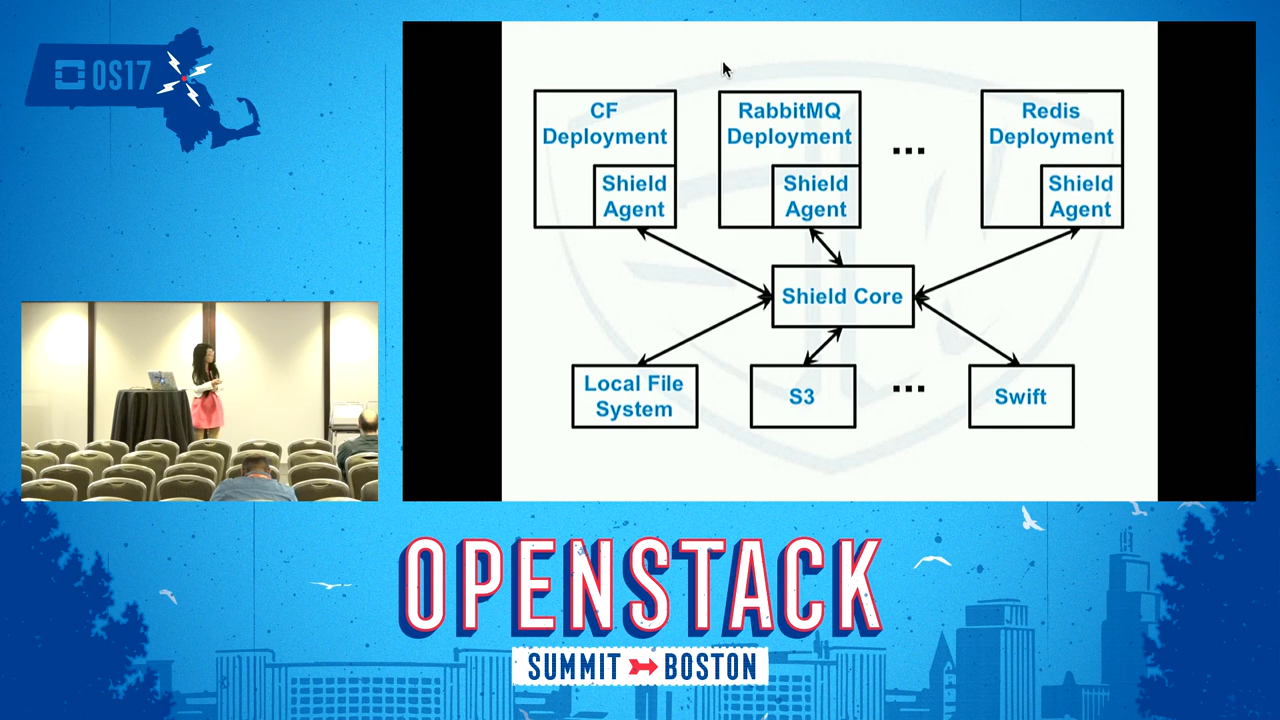 OS17
CF
Deployment
Shield
Agent
RabbitMQ
Deployment
Shield
Agent
...
Redis
Deployment
Shield
Agent
Shield Core
Local File
System
S3
...
Swift
OPENSTACK
SUMMIT BOSTON